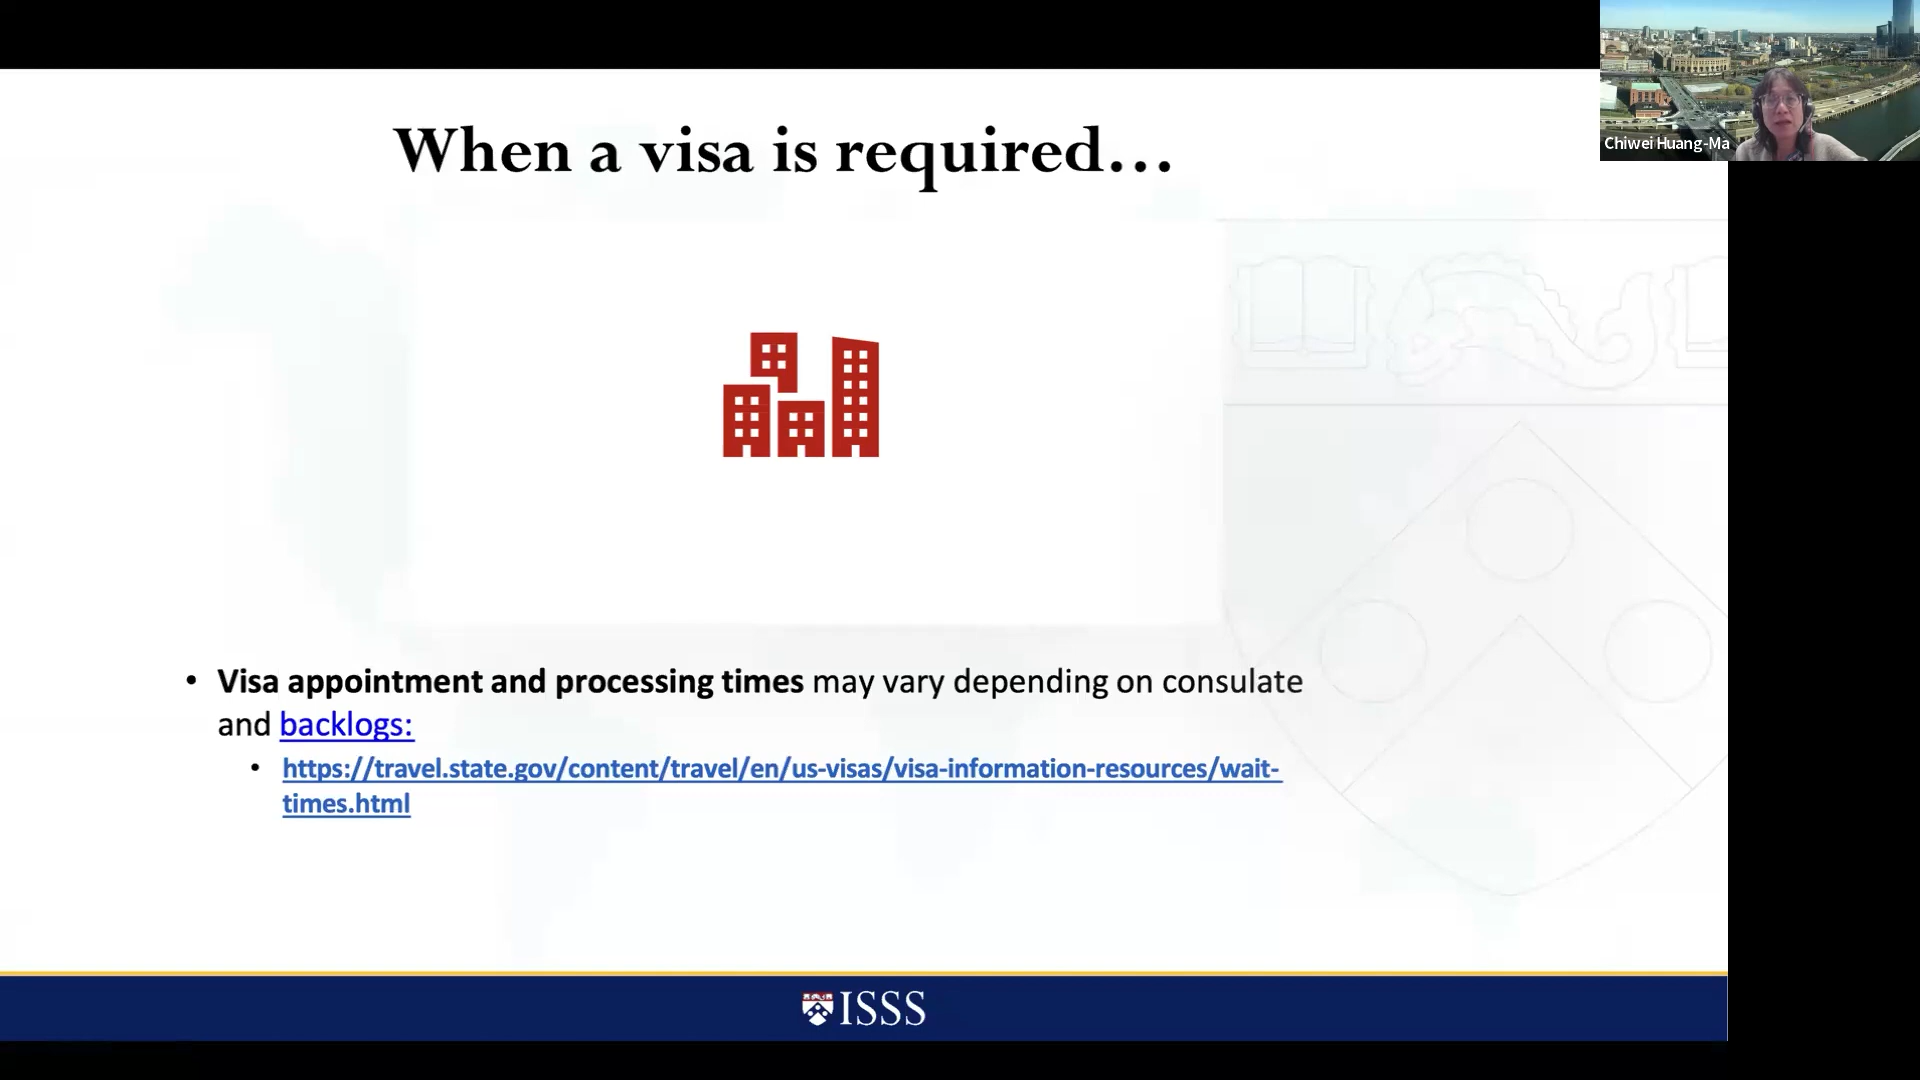 Chiwei Huang-Ma
When a visa is required...
• Visa appointment and processing times may vary depending on consulate
and backlogs:
• https://travel.state.gov/content/travel/en/us-visas/visa-information-resources/wait-
times.html
ISSS